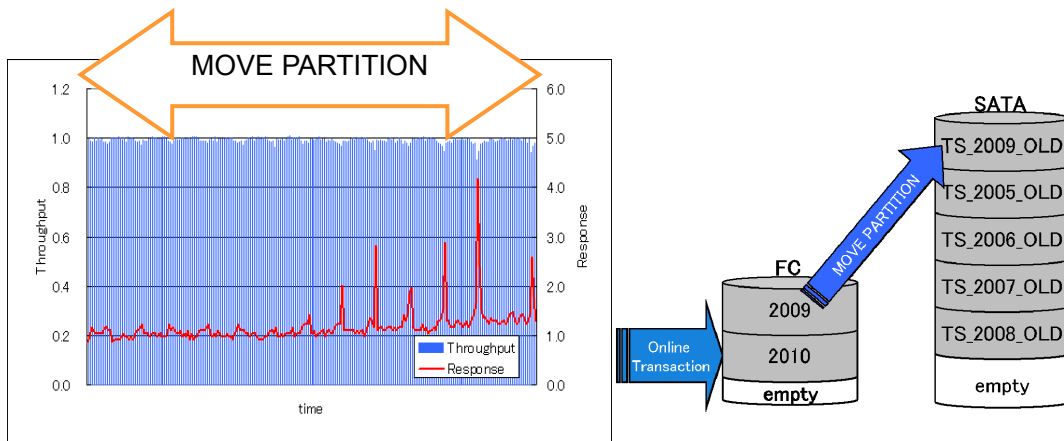 MOVE PARTITION
1.2
1.0
0.8
0.6
0.4
0.2
0.0
Throughput
6.0
5.0
4.0
3.0
2.0
1.0
0.0
Response
Throughput
Response
time
Online
Transaction
FC
2009
2010
empty
MOVE PARTITION
SATA
TS_2009_OLD
TS_2005_OLD
TS_2006_OLD
TS_2007_OLD
TS_2008_OLD
empty